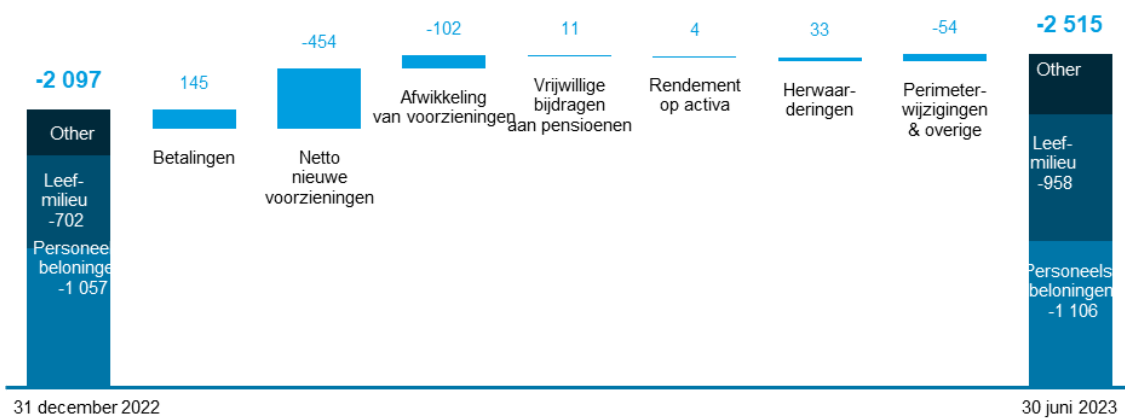 -2 097
Other
Leef-
milieu
-702
Personee
beloninge
-1 057
145
Betalingen
-454
Netto
nieuwe
voorzieningen
-102
Afwikkeling
van voorzieningen
11
Vrijwillige
bijdragen
aan pensioenen
4
Rendement
op activa
33
Herwaar-
deringen
-54
Perimeter-
wijzigingen
& overige
-2 515
Other
Leef-
milieu
-958
Personeels
beloningen
-1 106
31 december 2022
30 juni 2023